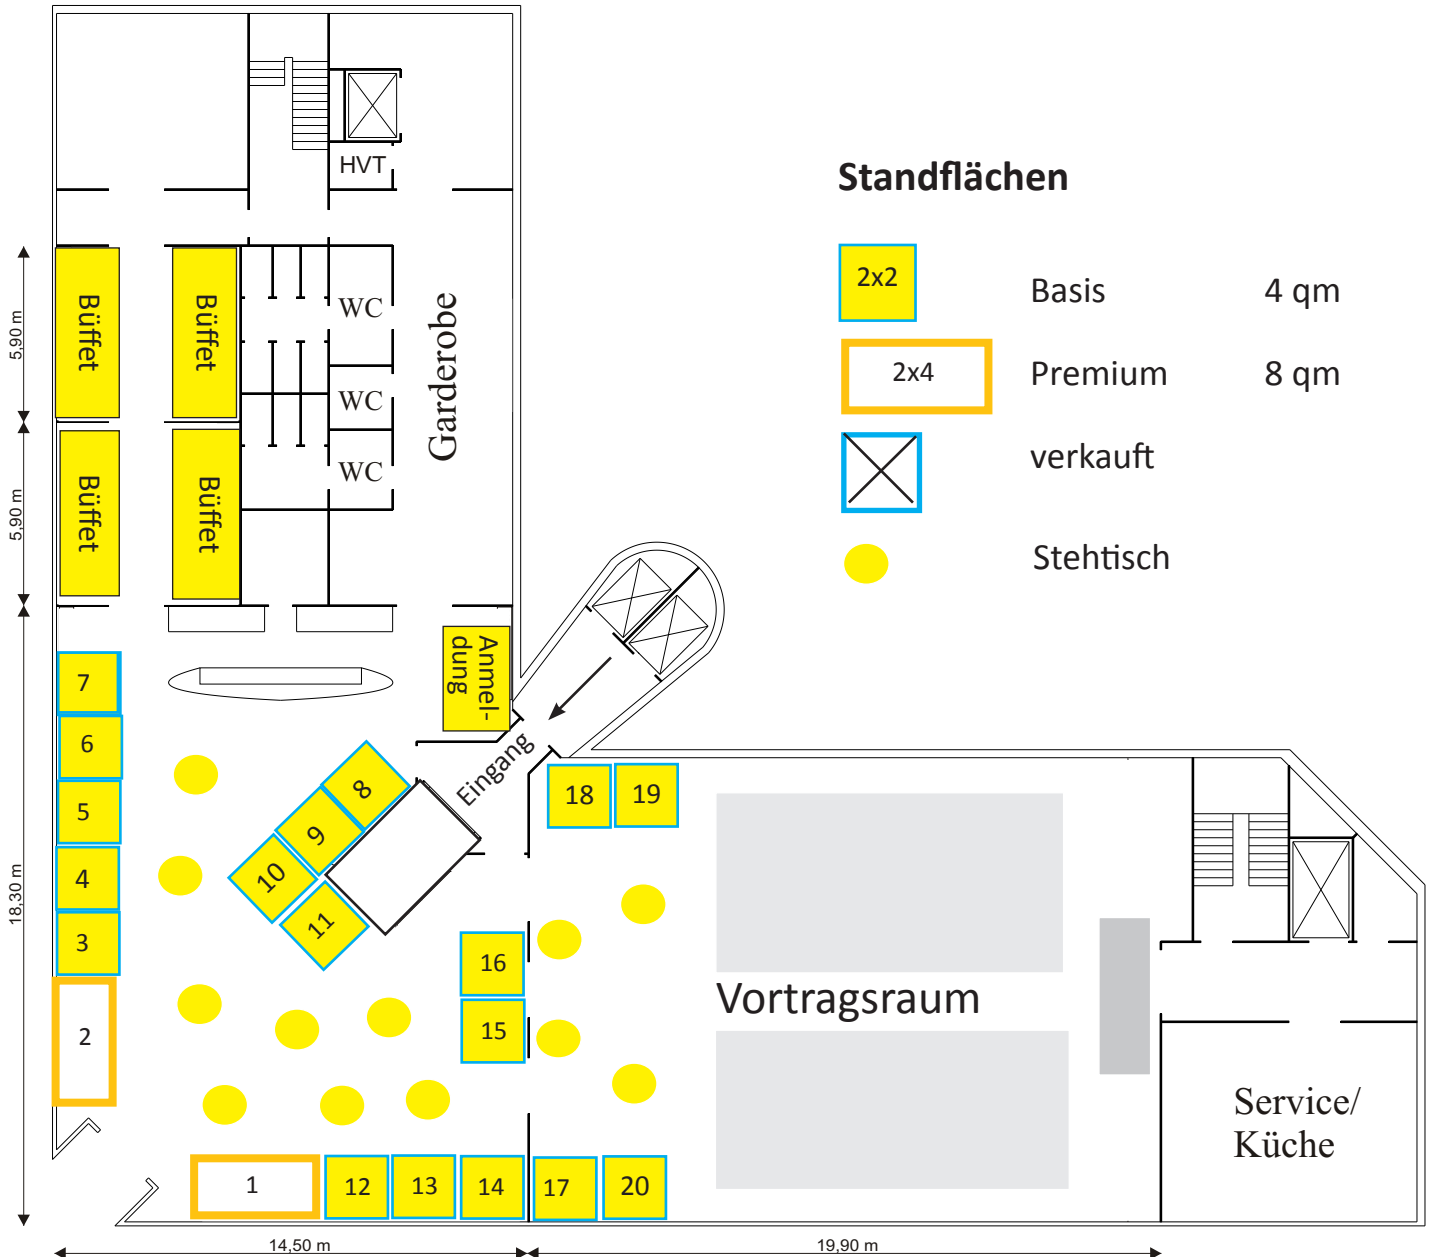 HVT
Standflächen
2x2
Basis
4 qm
2x4
Premium
8 qm
verkauft
Stehtisch
5,90 m
5,90 m
18,30 m
Büffet
Büffet
Büffet
Büffet
WC
WC
WC
Garderobe
Anmel-
dung
Eingang
7
6
5
4
3
2
8
9
10
11
18
19
16
15
Vortragsraum
Service/
Küche
1
12
13
14
17
20
14,50 m
19,90 m